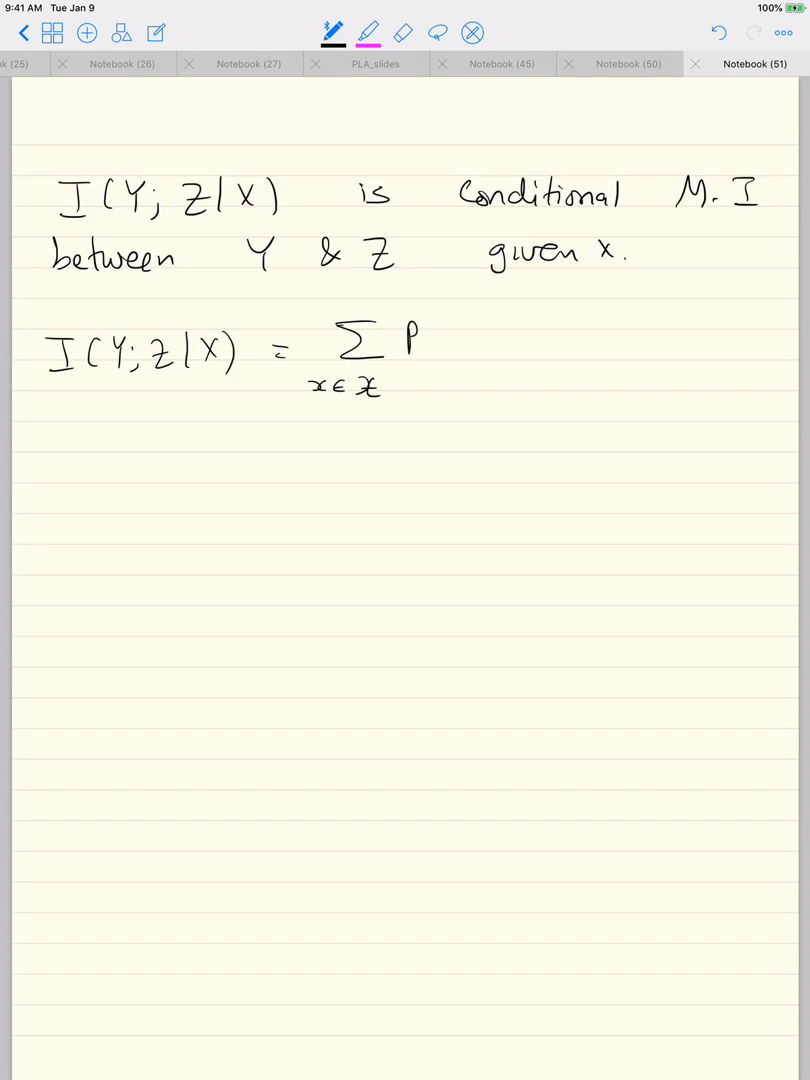 9:41 AM Tue Jan 9 100%
k (25) Notebook (26) Notebook (27) PLA_slides Notebook (45) Notebook (50) Notebook (51)
I(Y; Z|X) is conditional M. I
between Y & Z given X.
I(Y; Z|X) = ∑ P
x ∈ 𝒳